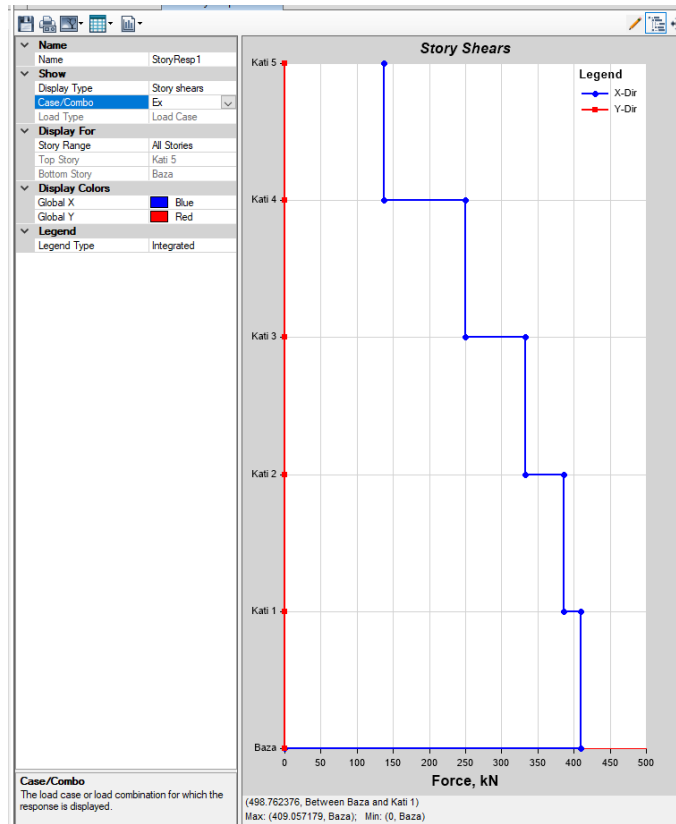 Name
Name StoryResp1
Show
Display Type Story shears
Case/Combo Ex
Load Type Load Case
Display For
Story Range All Stories
Top Story Kati 5
Bottom Story Baza
Display Colors
Global X Blue
Global Y Red
Legend
Legend Type Integrated
Case/Combo
The load case or load combination for which the
response is displayed.
Story Shears
Legend
X-Dir
Y-Dir
Kati 5
Kati 4
Kati 3
Kati 2
Kati 1
Baza
0 50 100 150 200 250 300 350 400 450 500
Force, kN
(498.762376, Between Baza and Kati 1)
Max: (409.057179, Baza); Min: (0, Baza)